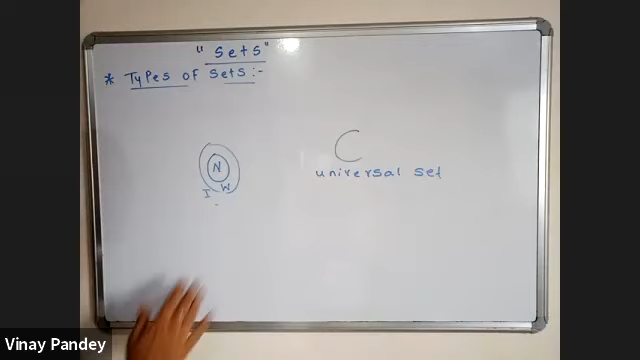 "Sets"
* Types of Sets :-
N
W
I
C
universal set
Vinay Pandey